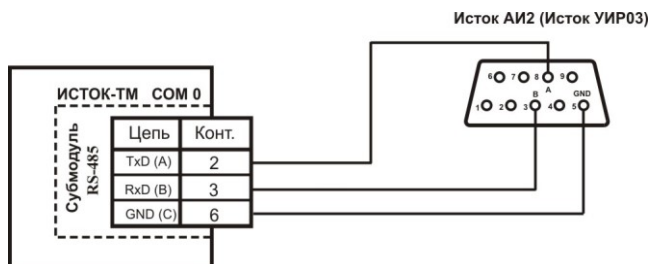 Исток АИ2 (Исток УИР03)
ИСТОК-ТМ COM 0
Субмодуль
RS-485
Цепь Конт.
TxD (A) 2
RxD (B) 3
GND (C) 6
6 7 8 9
A
B GND
1 2 3 4 5